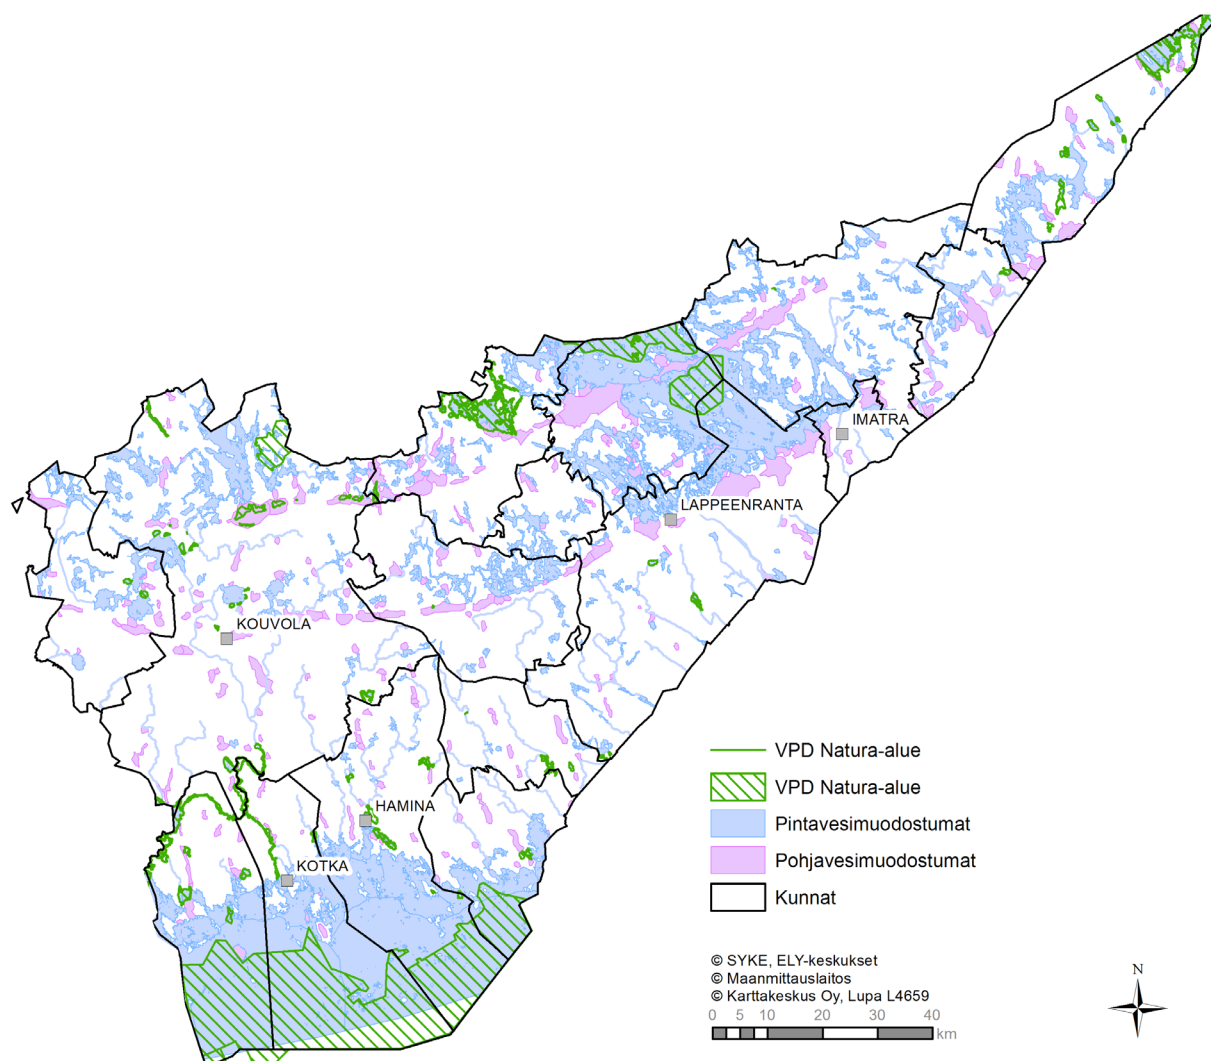 IMATRA
LAPPEENRANTA
KOUVOLA
HAMINA
KOTKA
VPD Natura-alue
VPD Natura-alue
Pintavesimuodostumat
Pohjavesimuodostumat
Kunnat
© SYKE, ELY-keskukset
© Maanmittauslaitos
© Karttakeskus Oy, Lupa L4659
N
0 5 10 20 30 40
km